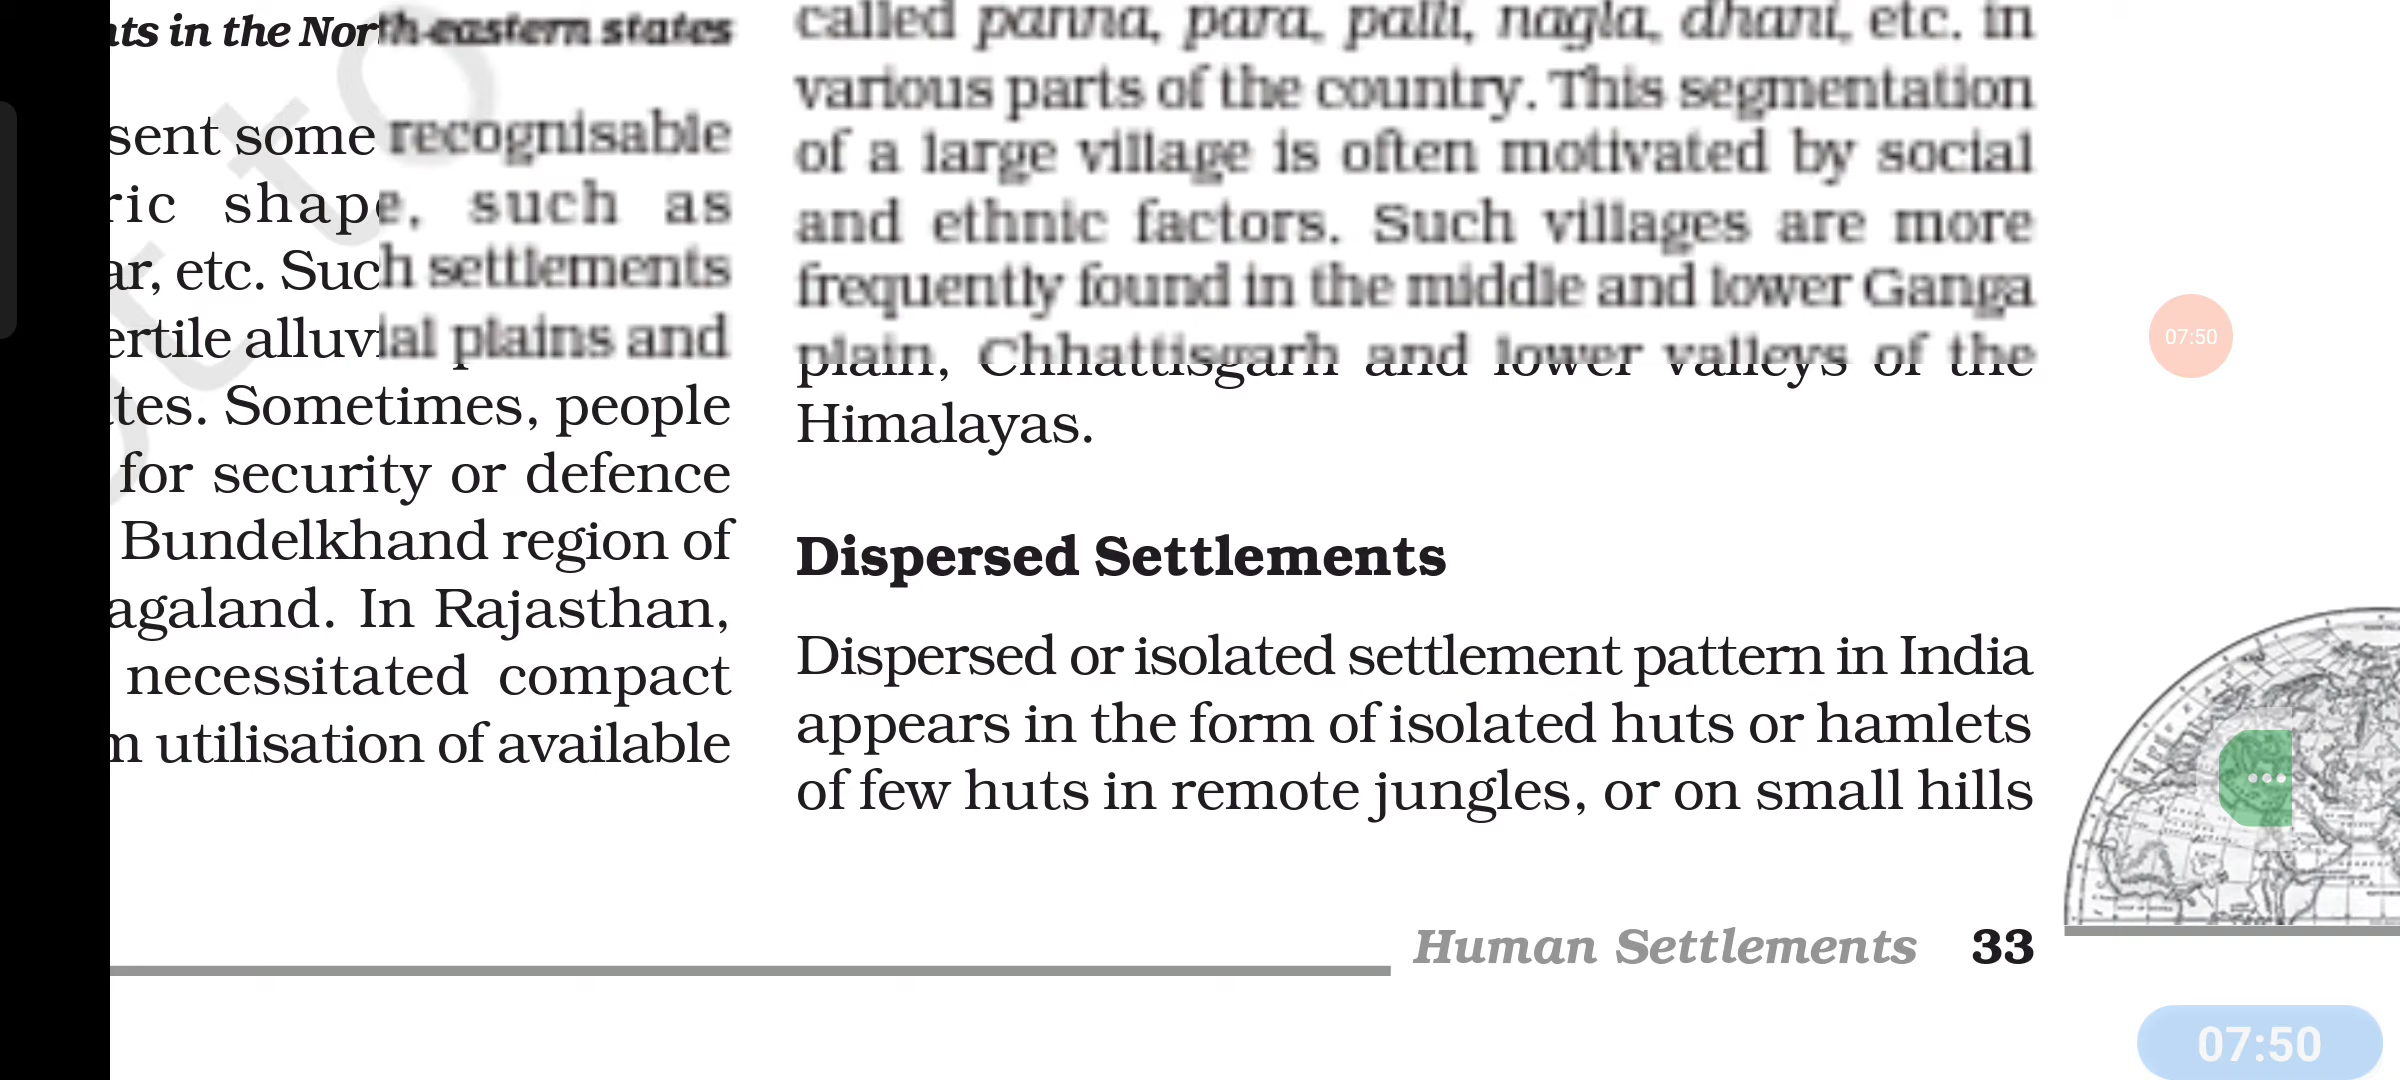 ts in the North-eastern states
sent some recognisable
ric shape, such as
ar, etc. Such settlements
ertile alluvial plains and
tes. Sometimes, people
for security or defence
Bundelkhand region of
agaland. In Rajasthan,
necessitated compact
m utilisation of available
called panna, para, palli, nagla, dhani, etc. in
various parts of the country. This segmentation
of a large village is often motivated by social
and ethnic factors. Such villages are more
frequently found in the middle and lower Ganga
plain, Chhattisgarh and lower valleys of the
Himalayas.
Dispersed Settlements
Dispersed or isolated settlement pattern in India
appears in the form of isolated huts or hamlets
of few huts in remote jungles, or on small hills
Human Settlements 33
07:50
07:50